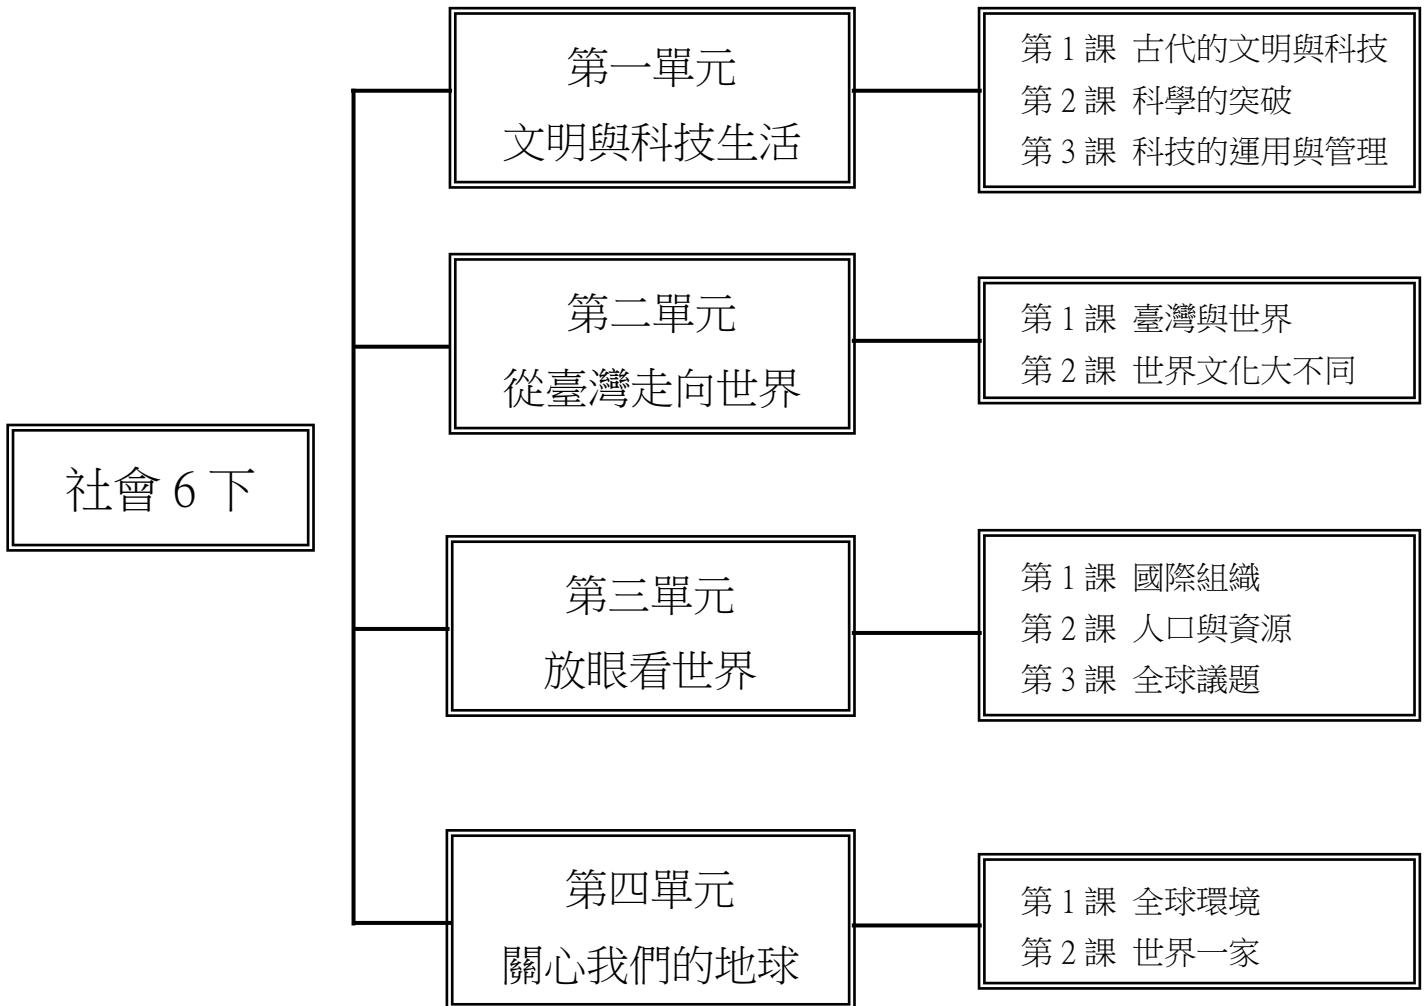 社會 6 下
第一單元
文明與科技生活
第 1 課 古代的文明與科技
第 2 課 科學的突破
第 3 課 科技的運用與管理
第二單元
從臺灣走向世界
第 1 課 臺灣與世界
第 2 課 世界文化大不同
第三單元
放眼看世界
第 1 課 國際組織
第 2 課 人口與資源
第 3 課 全球議題
第四單元
關心我們的地球
第 1 課 全球環境
第 2 課 世界一家